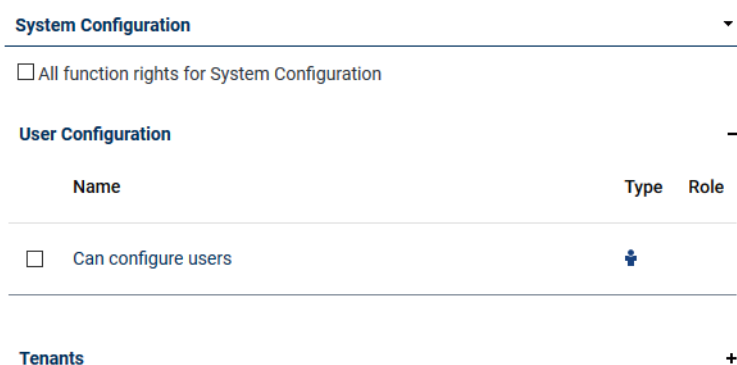 System Configuration
All function rights for System Configuration
User Configuration
Name Type Role
Can configure users
Tenants